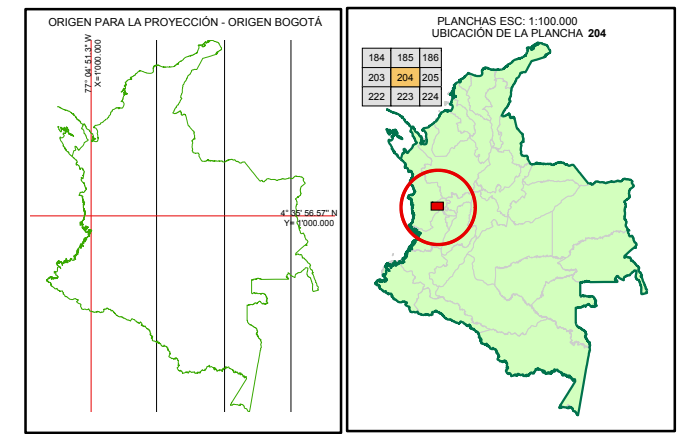 ORIGEN PARA LA PROYECCIÓN - ORIGEN BOGOTÁ
77° 04' 51.3" W
X=1'000.000
4° 35' 56.57" N
Y= 1'000.000
PLANCHAS ESC: 1:100.000
UBICACIÓN DE LA PLANCHA 204
184 185 186
203 204 205
222 223 224